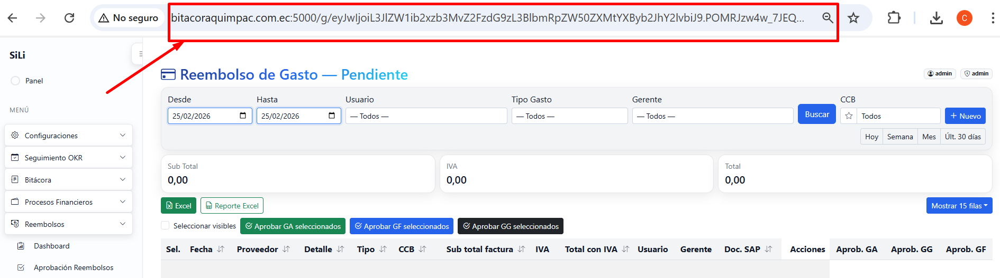 No seguro
bitacoraquimpac.com.ec:5000/g/eyJwIjoiL3JlZW1ib2xzb3MvZ2FzdG9zL3BlbmRpZW50ZXMtYXByb2JhY2lvbiJ9.POMRJzw4w_7JEQ...
C
SiLi
Panel
MENÚ
Configuraciones
Seguimiento OKR
Bitácora
Procesos Financieros
Reembolsos
Dashboard
Aprobación Reembolsos
Reembolso de Gasto — Pendiente
admin admin
Desde Hasta Usuario Tipo Gasto Gerente CCB
25/02/2026 25/02/2026 — Todos — — Todos — — Todos — Buscar Todos + Nuevo
Hoy Semana Mes Últ. 30 días
Sub Total IVA Total
0,00 0,00 0,00
Excel Reporte Excel Mostrar 15 filas
Seleccionar visibles Aprobar GA seleccionados Aprobar GF seleccionados Aprobar GG seleccionados
Sel. Fecha Proveedor Detalle Tipo CCB Sub total factura IVA Total con IVA Usuario Gerente Doc. SAP Acciones Aprob. GA Aprob. GG Aprob. GF